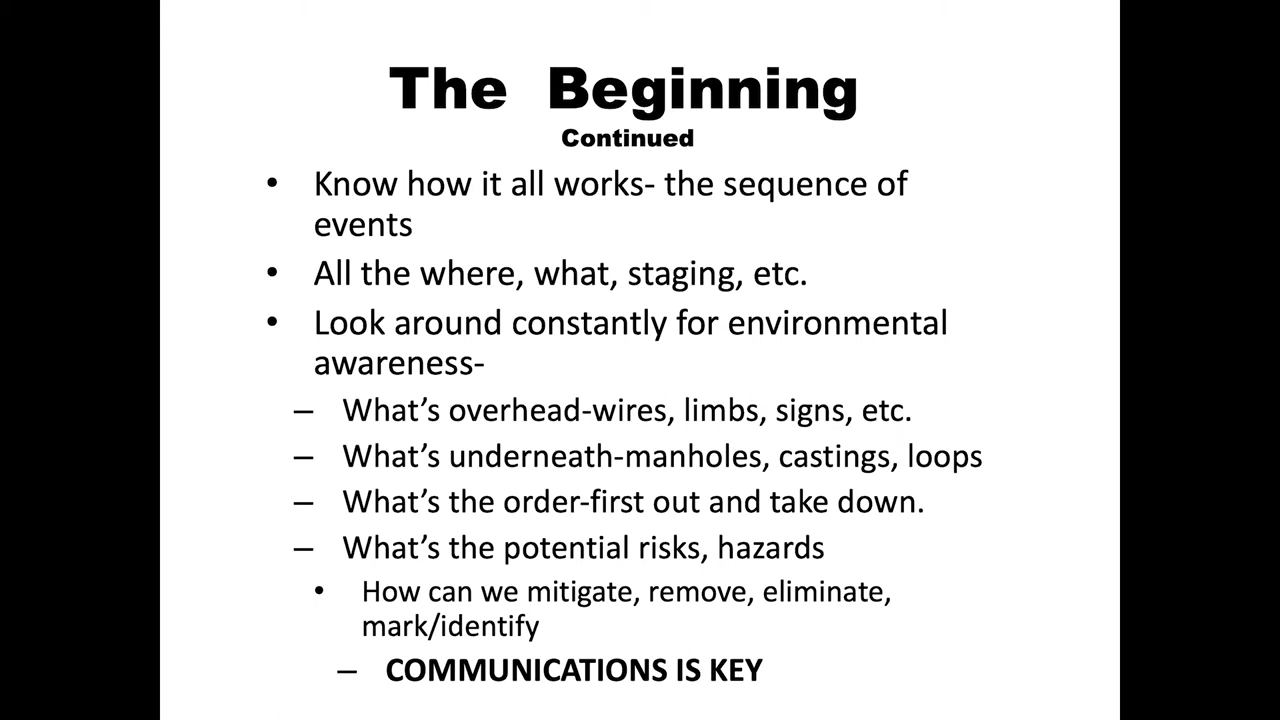 The Beginning
Continued
• Know how it all works- the sequence of
events
• All the where, what, staging, etc.
• Look around constantly for environmental
awareness-
– What’s overhead-wires, limbs, signs, etc.
– What’s underneath-manholes, castings, loops
– What’s the order-first out and take down.
– What’s the potential risks, hazards
• How can we mitigate, remove, eliminate,
mark/identify
– COMMUNICATIONS IS KEY